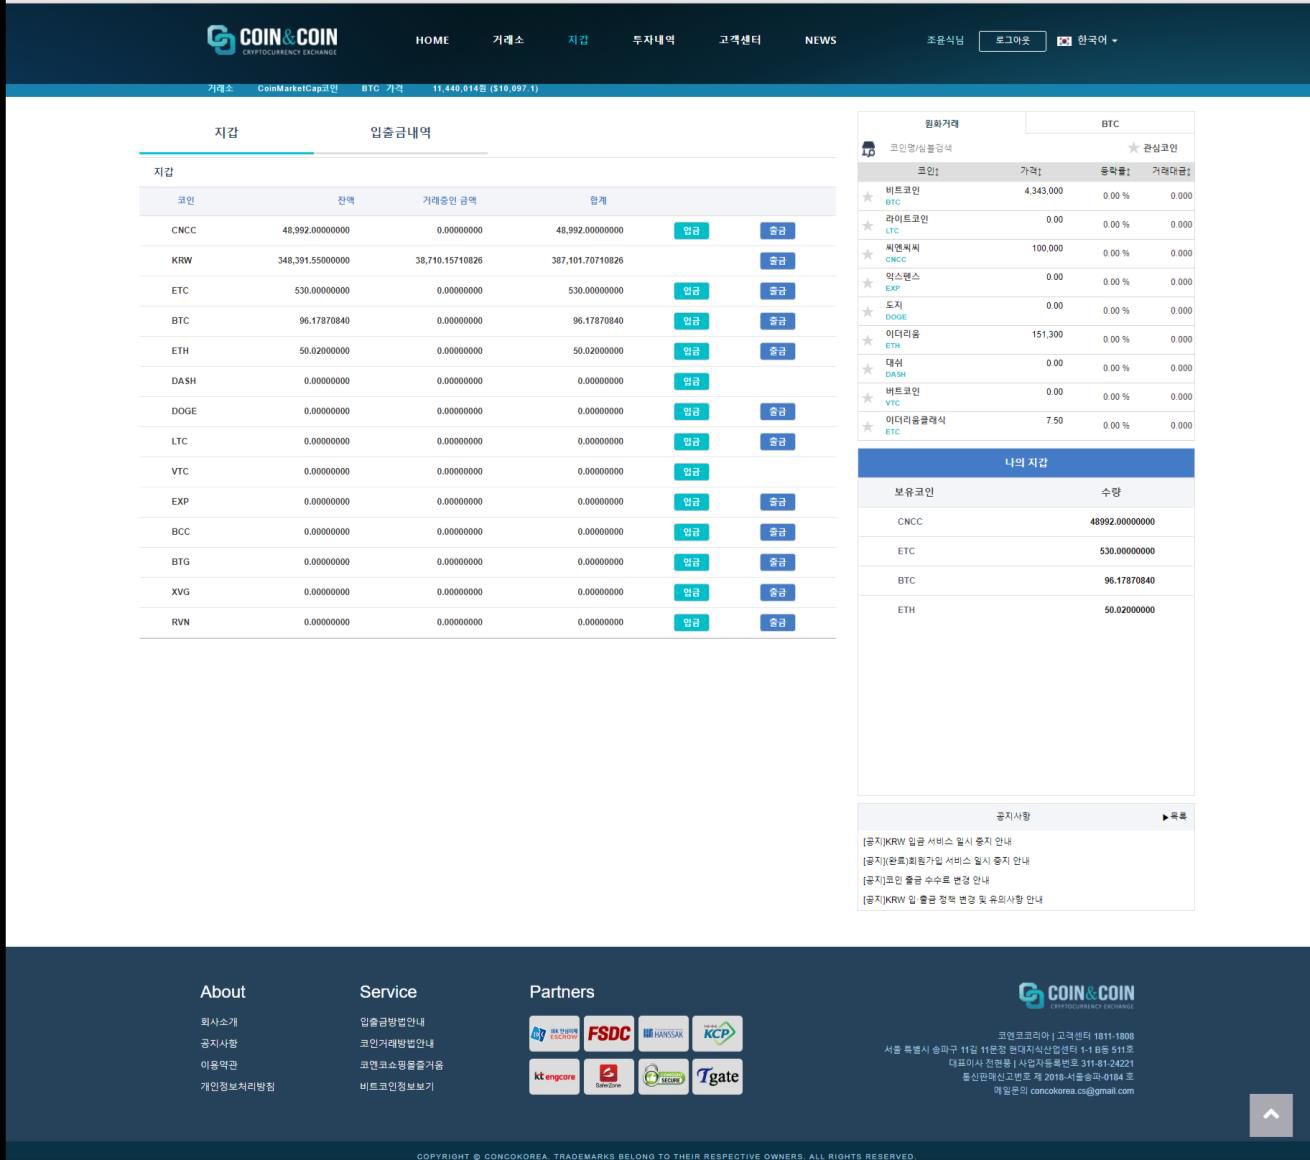 COIN&COIN
CRYPTOCURRENCY EXCHANGE
HOME 거래소 지갑 투자내역 고객센터 NEWS
조윤식님 로그아웃 한국어
거래소 CoinMarketCap코인 BTC 가격 11,440,014원 ($10,097.1)
지갑 입출금내역
지갑
코인 잔액 거래중인 금액 합계
CNCC 48,992.00000000 0.00000000 48,992.00000000 입금 출금
KRW 348,391.55000000 38,710.15710826 387,101.70710826 출금
ETC 530.00000000 0.00000000 530.00000000 입금 출금
BTC 96.17870840 0.00000000 96.17870840 입금 출금
ETH 50.02000000 0.00000000 50.02000000 입금 출금
DASH 0.00000000 0.00000000 0.00000000 입금
DOGE 0.00000000 0.00000000 0.00000000 입금 출금
LTC 0.00000000 0.00000000 0.00000000 입금 출금
VTC 0.00000000 0.00000000 0.00000000 입금
EXP 0.00000000 0.00000000 0.00000000 입금 출금
BCC 0.00000000 0.00000000 0.00000000 입금 출금
BTG 0.00000000 0.00000000 0.00000000 입금 출금
XVG 0.00000000 0.00000000 0.00000000 입금 출금
RVN 0.00000000 0.00000000 0.00000000 입금 출금
원화거래 BTC
코인명/심볼검색 관심코인
코인 가격 등락률 거래대금
비트코인 4,343,000 0.00 % 0.000
BTC
라이트코인 0.00 0.00 % 0.000
LTC
씨엔씨씨 100,000 0.00 % 0.000
CNCC
익스펜스 0.00 0.00 % 0.000
EXP
도지 0.00 0.00 % 0.000
DOGE
이더리움 151,300 0.00 % 0.000
ETH
대쉬 0.00 0.00 % 0.000
DASH
버트코인 0.00 0.00 % 0.000
VTC
이더리움클래식 7.50 0.00 % 0.000
ETC
나의 지갑
보유코인 수량
CNCC 48992.00000000
ETC 530.00000000
BTC 96.17870840
ETH 50.02000000
공지사항 ▶목록
[공지]KRW 입금 서비스 일시 중지 안내
[공지](완료)회원가입 서비스 일시 중지 안내
[공지]코인 출금 수수료 변경 안내
[공지]KRW 입·출금 정책 변경 및 유의사항 안내
About
회사소개
공지사항
이용약관
개인정보처리방침
Service
입출금방법안내
코인거래방법안내
코엔코쇼핑몰즐거움
비트코인정보보기
Partners
ESCROW
FSDC
HANSSAK
KCP
kt engcore
SaferZone
SECURE
Tgate
COIN&COIN
CRYPTOCURRENCY EXCHANGE
코엔코코리아 | 고객센터 1811-1808
서울 특별시 송파구 11길 11문정 현대지식산업센터 1-1 B동 511호
대표이사 전현풍 | 사업자등록번호 311-81-24221
통신판매신고번호 제 2018-서울송파-0184 호
메일문의 concokorea.cs@gmail.com
COPYRIGHT © CONCOKOREA, TRADEMARKS BELONG TO THEIR RESPECTIVE OWNERS. ALL RIGHTS RESERVED.